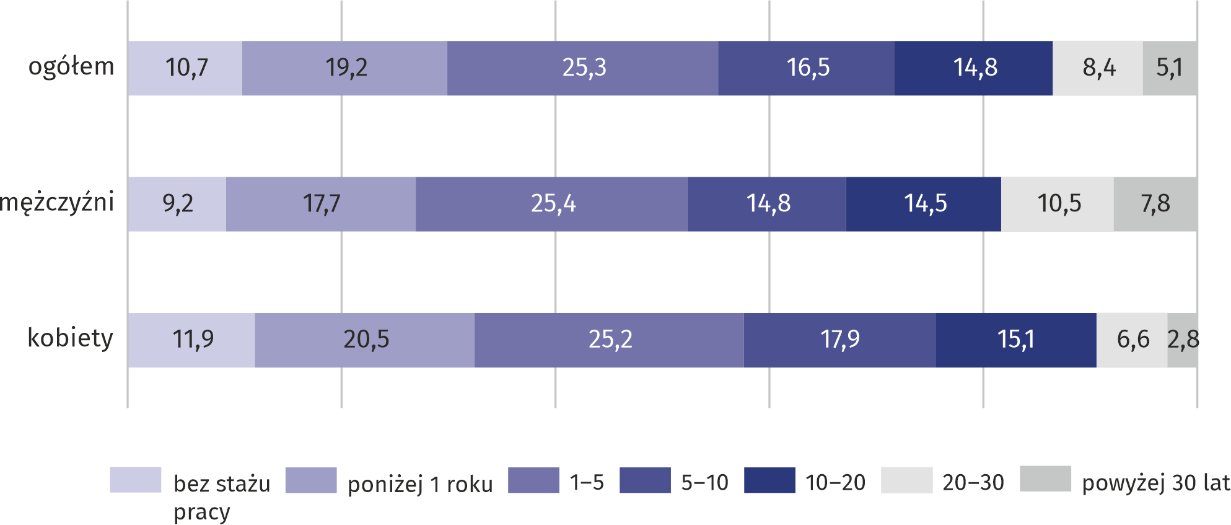 ogółem 10,7 19,2 25,3 16,5 14,8 8,4 5,1
mężczyźni 9,2 17,7 25,4 14,8 14,5 10,5 7,8
kobiety 11,9 20,5 25,2 17,9 15,1 6,6 2,8
bez stażu poniżej 1 roku 1–5 5–10 10–20 20–30 powyżej 30 lat
pracy